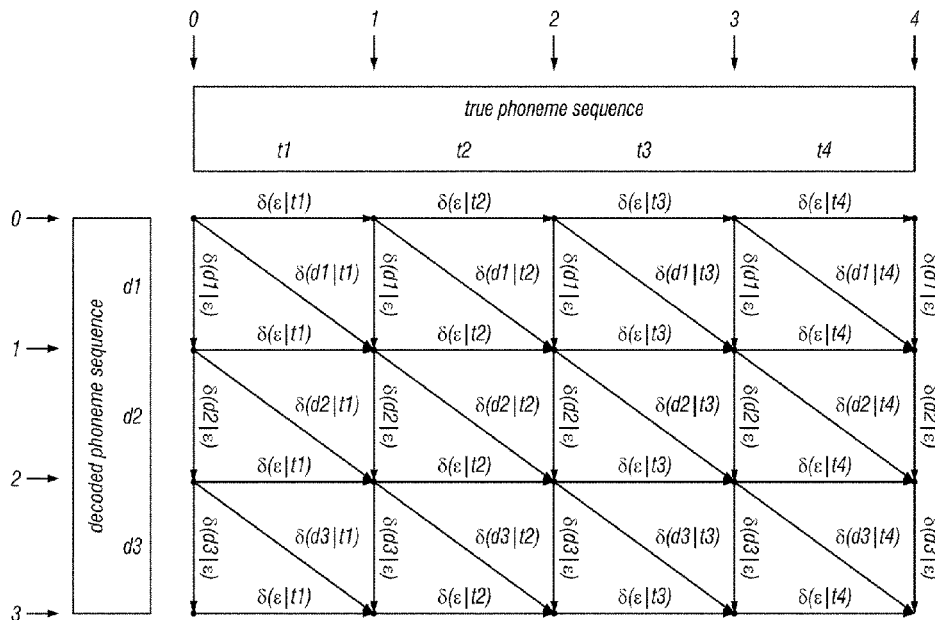 0 1 2 3 4
true phoneme sequence
t1 t2 t3 t4
0
δ(ε|t1) δ(ε|t2) δ(ε|t3) δ(ε|t4)
decoded phoneme sequence
d1
δ(d1|ε) δ(d1|t1) δ(d1|ε) δ(d1|t2) δ(d1|ε) δ(d1|t3) δ(d1|ε) δ(d1|t4) δ(d1|ε)
1
δ(ε|t1) δ(ε|t2) δ(ε|t3) δ(ε|t4)
d2
δ(d2|ε) δ(d2|t1) δ(d2|ε) δ(d2|t2) δ(d2|ε) δ(d2|t3) δ(d2|ε) δ(d2|t4) δ(d2|ε)
2
δ(ε|t1) δ(ε|t2) δ(ε|t3) δ(ε|t4)
d3
δ(d3|ε) δ(d3|t1) δ(d3|ε) δ(d3|t2) δ(d3|ε) δ(d3|t3) δ(d3|ε) δ(d3|t4) δ(d3|ε)
3
δ(ε|t1) δ(ε|t2) δ(ε|t3) δ(ε|t4)